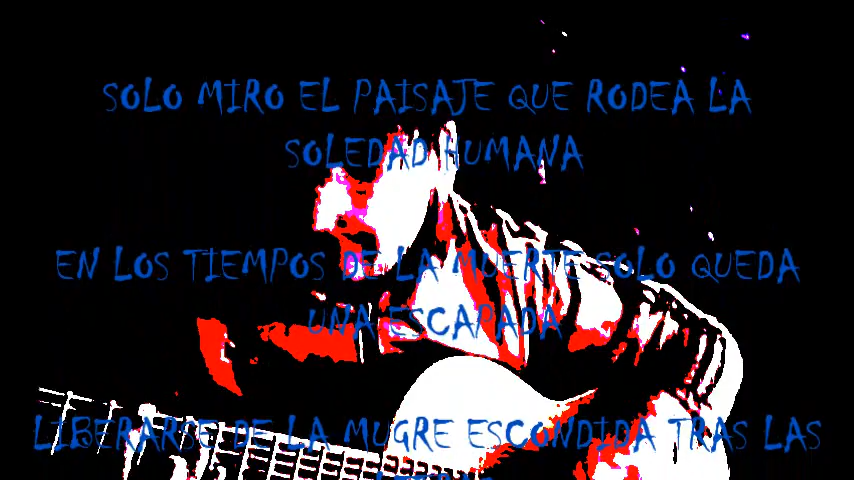 SOLO MIRO EL PAISAJE QUE RODEA LA
SOLEDAD HUMANA
EN LOS TIEMPOS DE LA MUERTE SOLO QUEDA
UNA ESCAPADA
LIBERARSE DE LA MUGRE ESCONDIDA TRAS LAS